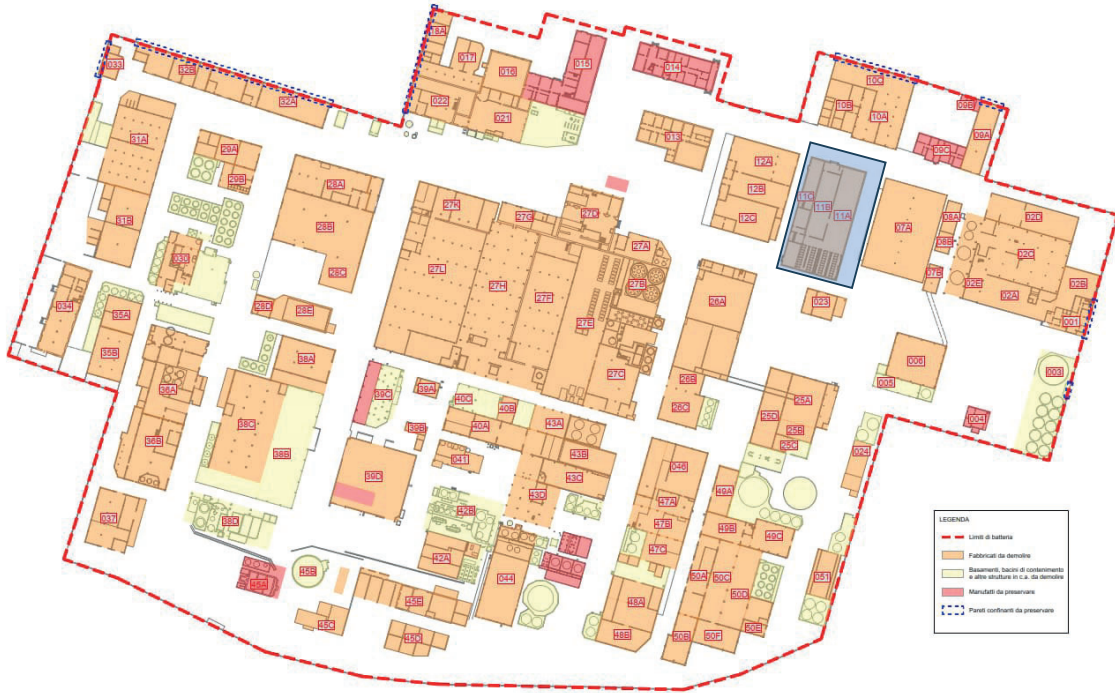 18A
017
016
015
014
033
32B
32A
022
021
10C
10B
10A
09B
09A
09C
013
31A
29A
29B
12A
12B
12C
11C
11B
11A
28A
28B
28C
27K
27G
27D
27A
07A
08A
08B
07B
02D
02C
02E
02A
02B
001
31B
030
27L
27H
27F
27B
27E
27C
26A
023
034
35A
35B
28D
28E
006
005
003
004
36A
36B
38A
38C
38B
39C
39A
39B
40C
40B
40A
26B
26C
25A
25D
25B
25C
024
43A
43B
43C
43D
041
39D
046
47A
47B
47C
49A
49B
49C
037
38D
42B
42A
044
45A
45B
45E
45C
45D
48A
48B
50A
50C
50D
50E
50B
50F
051
LEGENDA
Limiti di batteria
Fabbricati da demolire
Basamenti, bacini di contenimento
e altre strutture in c.a. da demolire
Manufatti da preservare
Pareti confinanti da preservare